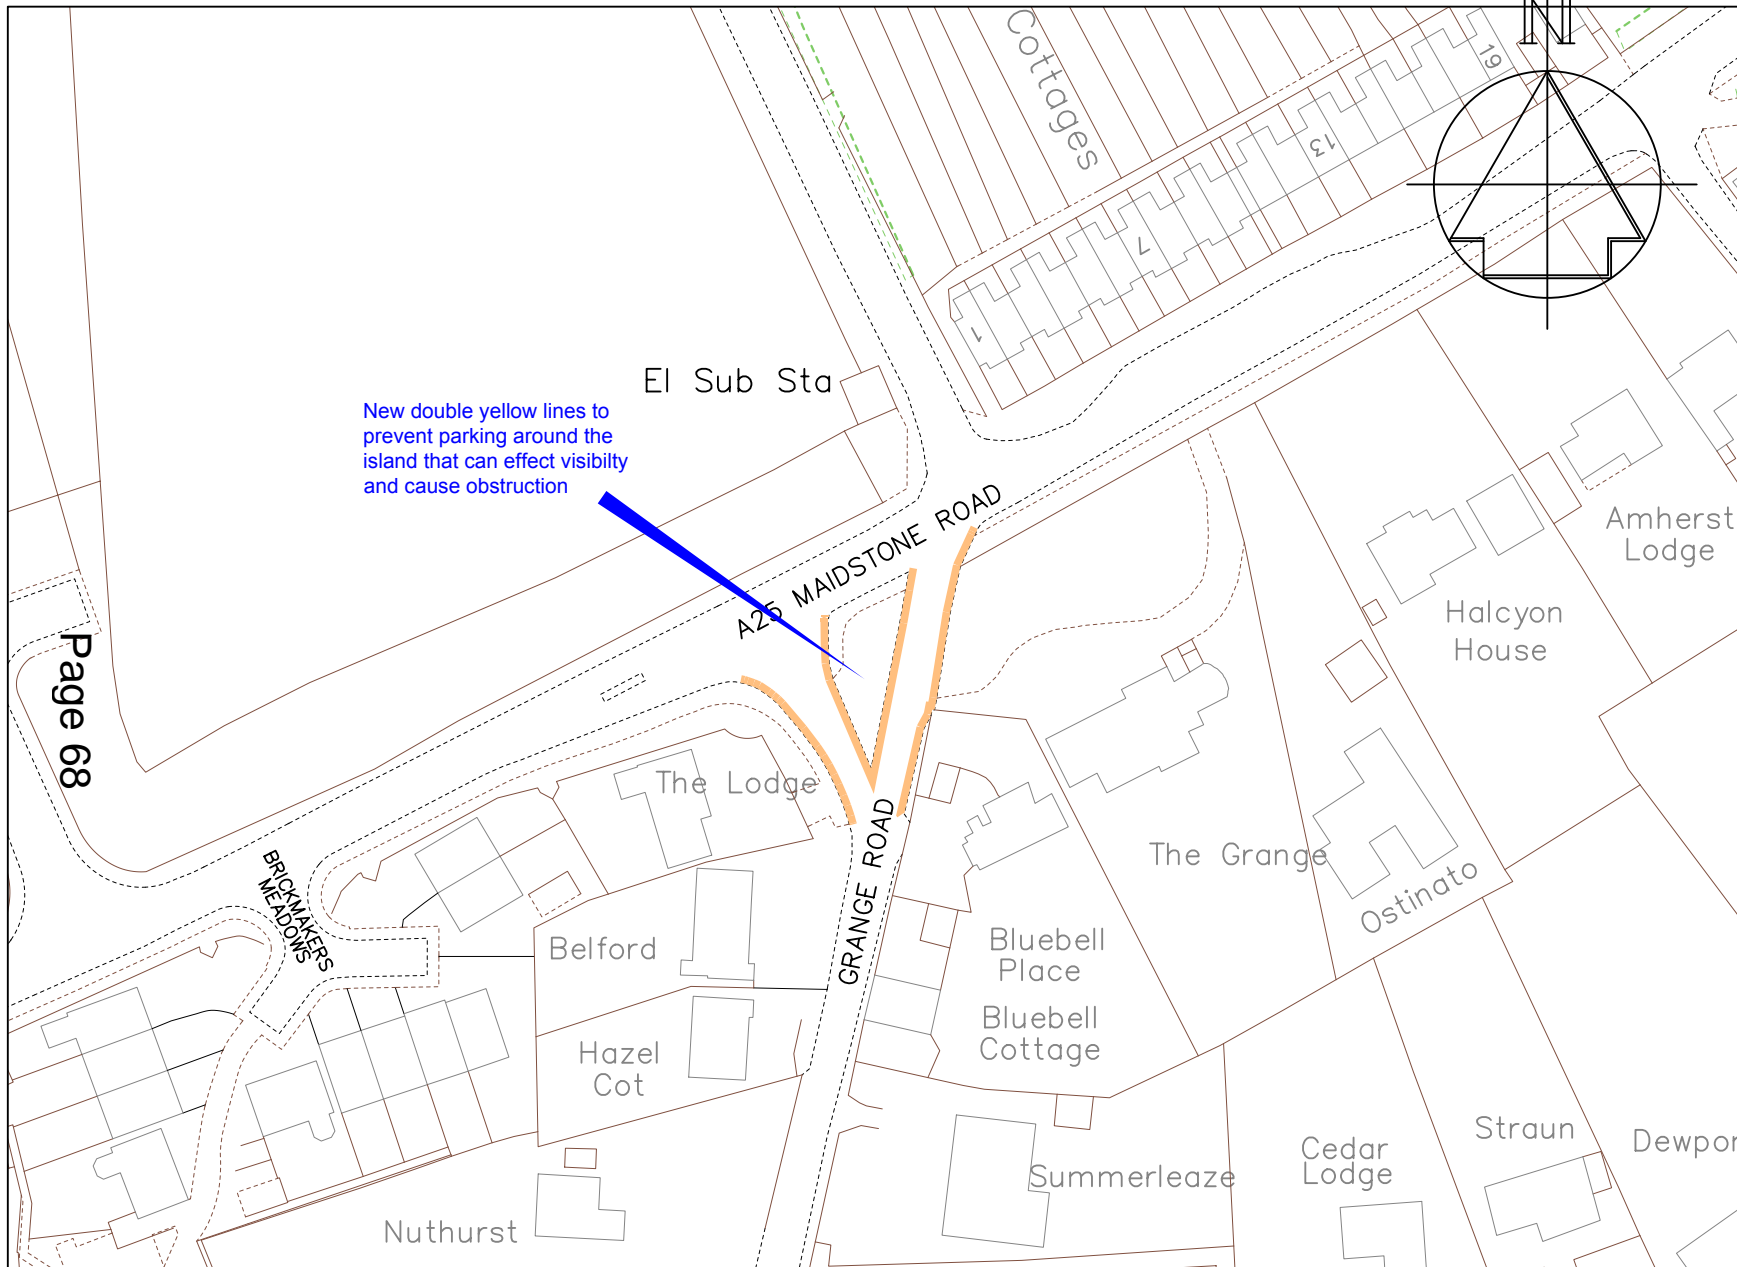 N
Cottages
19
13
7
1
El Sub Sta
New double yellow lines to
prevent parking around the
island that can effect visibilty
and cause obstruction
A25 MAIDSTONE ROAD
Amherst
Lodge
Halcyon
House
Page 68
The Lodge
GRANGE ROAD
The Grange
Ostinato
BRICKMAKERS
MEADOWS
Belford
Bluebell
Place
Bluebell
Cottage
Hazel
Cot
Straun
Dewpor
Cedar
Lodge
Summerleaze
Nuthurst